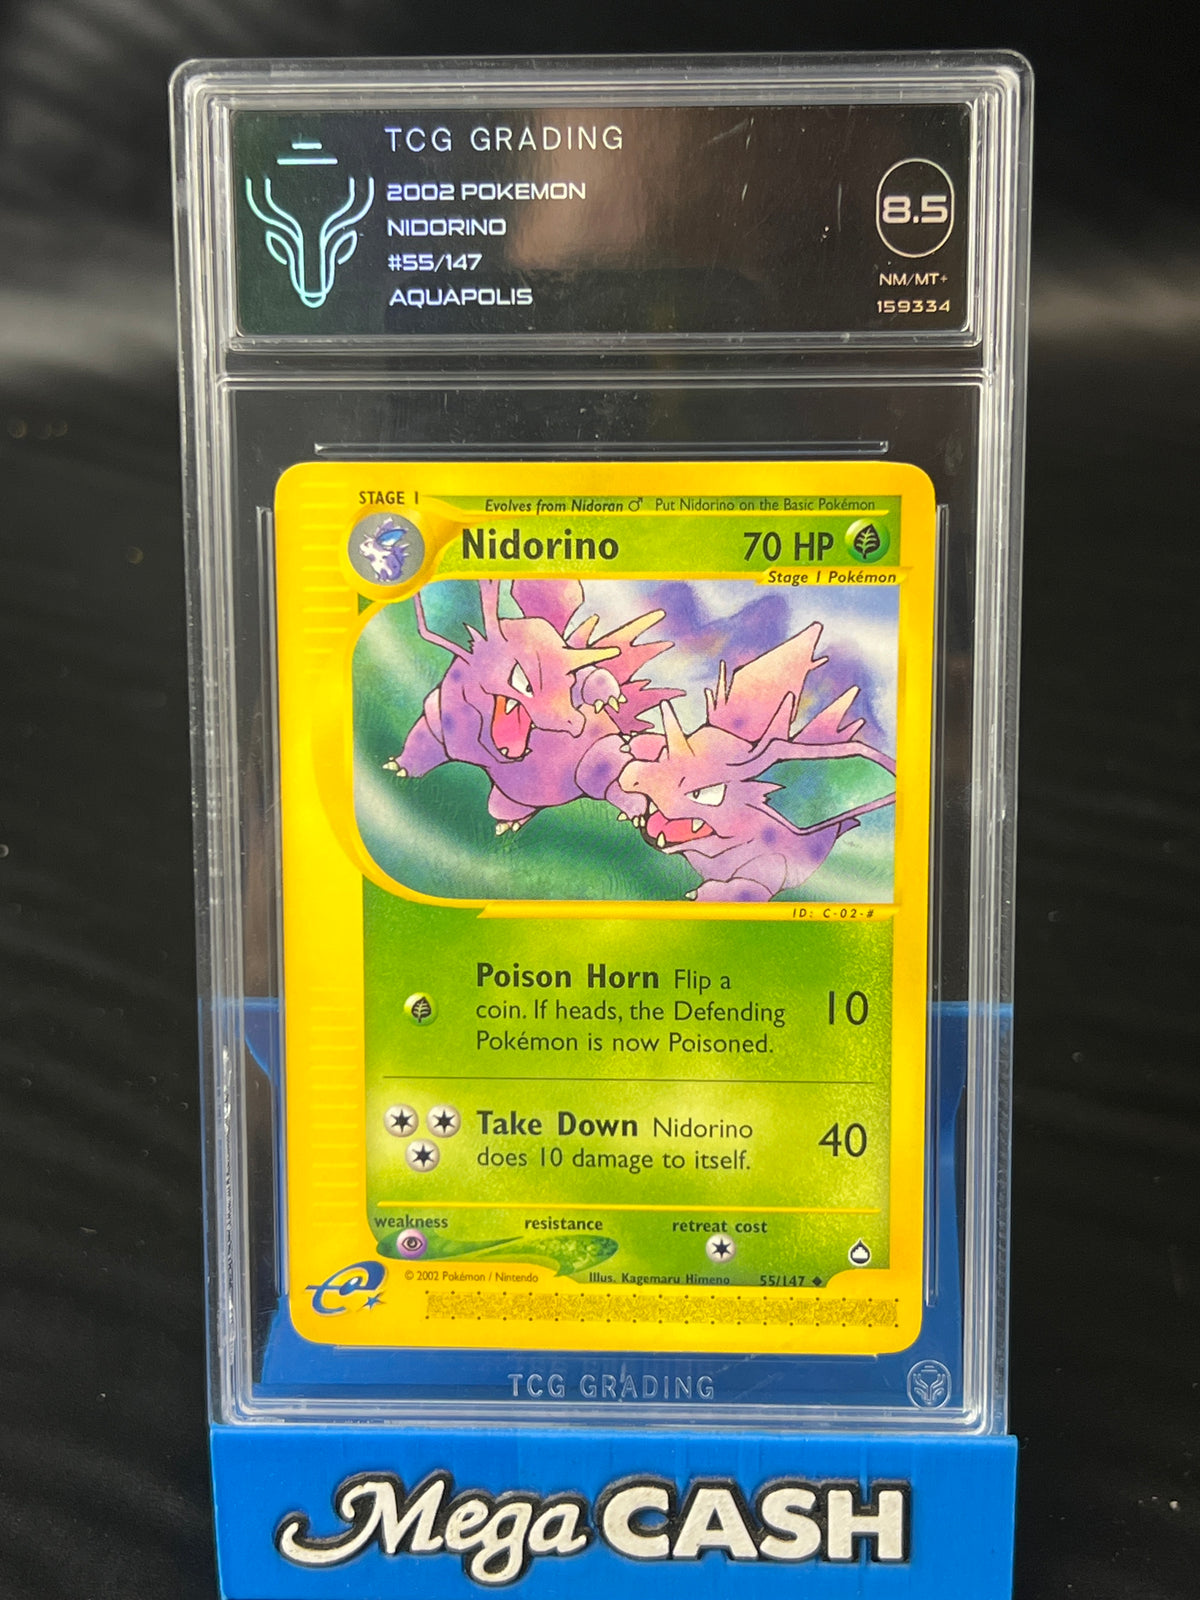 TCG GRADING
2002 POKEMON
NIDORINO
#55/147
AQUAPOLIS
8.5
NM/MT+
159334
STAGE 1
Evolves from Nidoran ♂ Put Nidorino on the Basic Pokémon
Nidorino 70 HP
Stage 1 Pokémon
ID: C-02-#
Poison Horn Flip a
coin. If heads, the Defending
Pokémon is now Poisoned.
10
Take Down Nidorino
does 10 damage to itself.
40
weakness resistance retreat cost
© 2002 Pokémon / Nintendo Illus. Kagemaru Himeno 55/147 ◆
e
TCG GRADING
Mega CASH